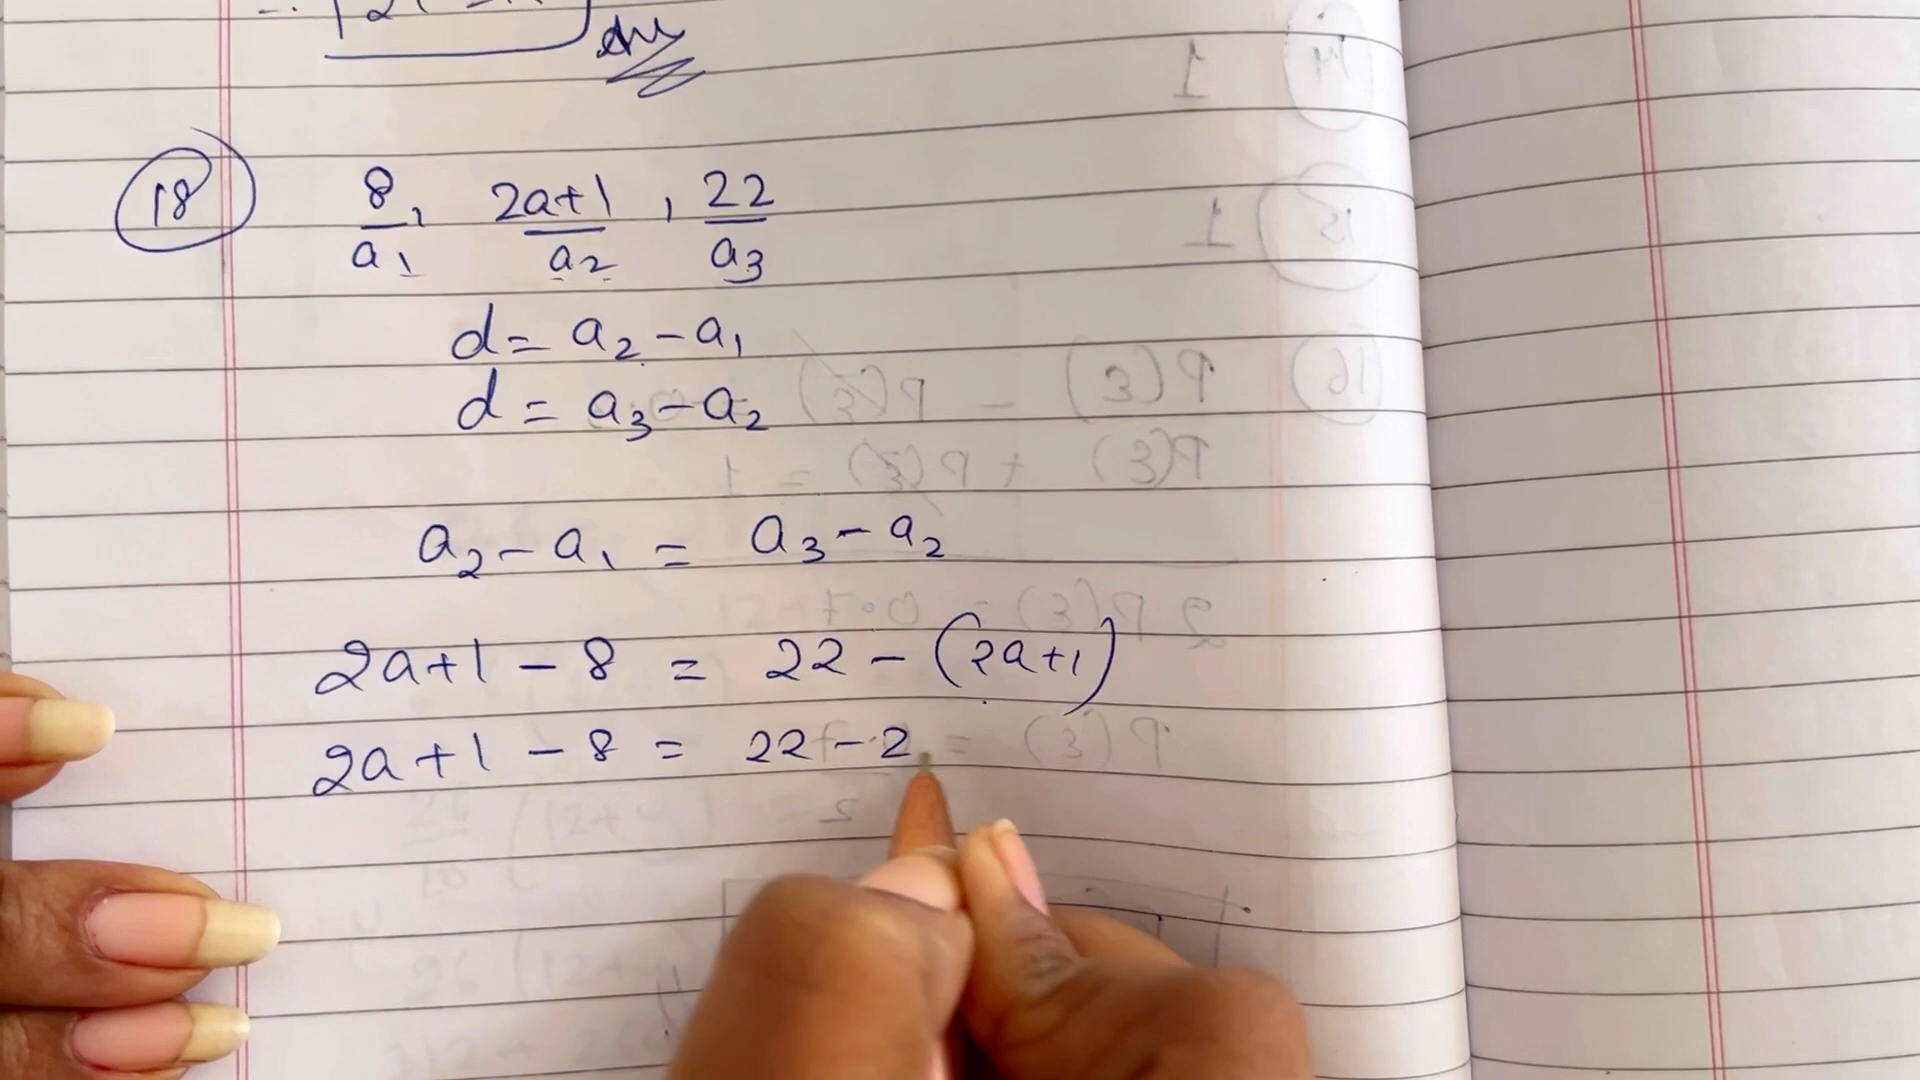 Ans
18 8, 2a+1, 22
a₁ a₂ a₃
d = a₂ - a₁
d = a₃ - a₂
a₂ - a₁ = a₃ - a₂
2a+1 - 8 = 22 - (2a+1)
2a+1 - 8 = 22 - 2